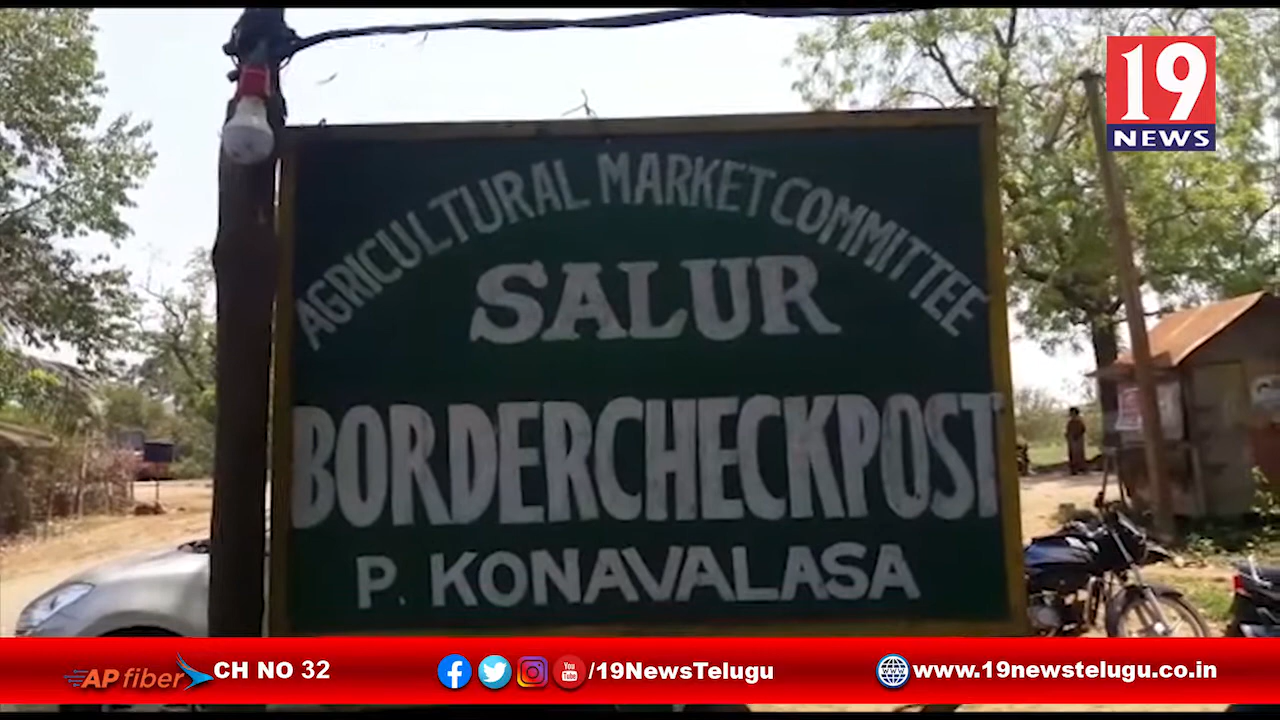 19
NEWS
AGRICULTURAL MARKET COMMITTEE
SALUR
BORDERCHECKPOST
P. KONAVALASA
AP fiber CH NO 32 /19NewsTelugu www.19newstelugu.co.in